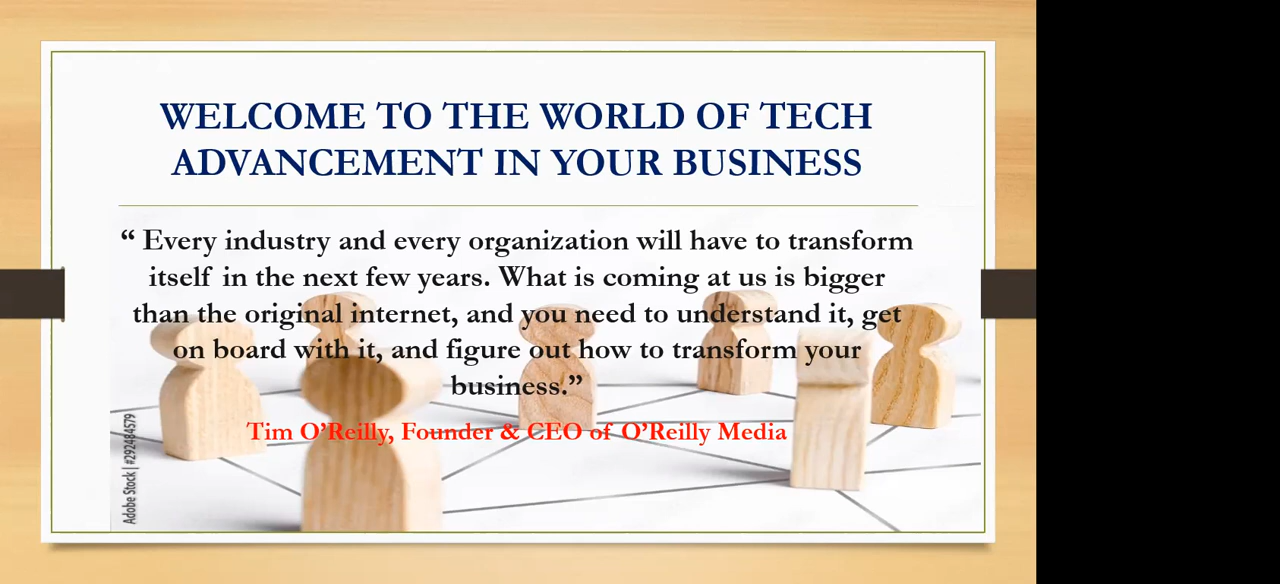 WELCOME TO THE WORLD OF TECH
ADVANCEMENT IN YOUR BUSINESS
“ Every industry and every organization will have to transform
itself in the next few years. What is coming at us is bigger
than the original internet, and you need to understand it, get
on board with it, and figure out how to transform your
business.”
Tim O’Reilly, Founder & CEO of O’Reilly Media
Adobe Stock | #292484579